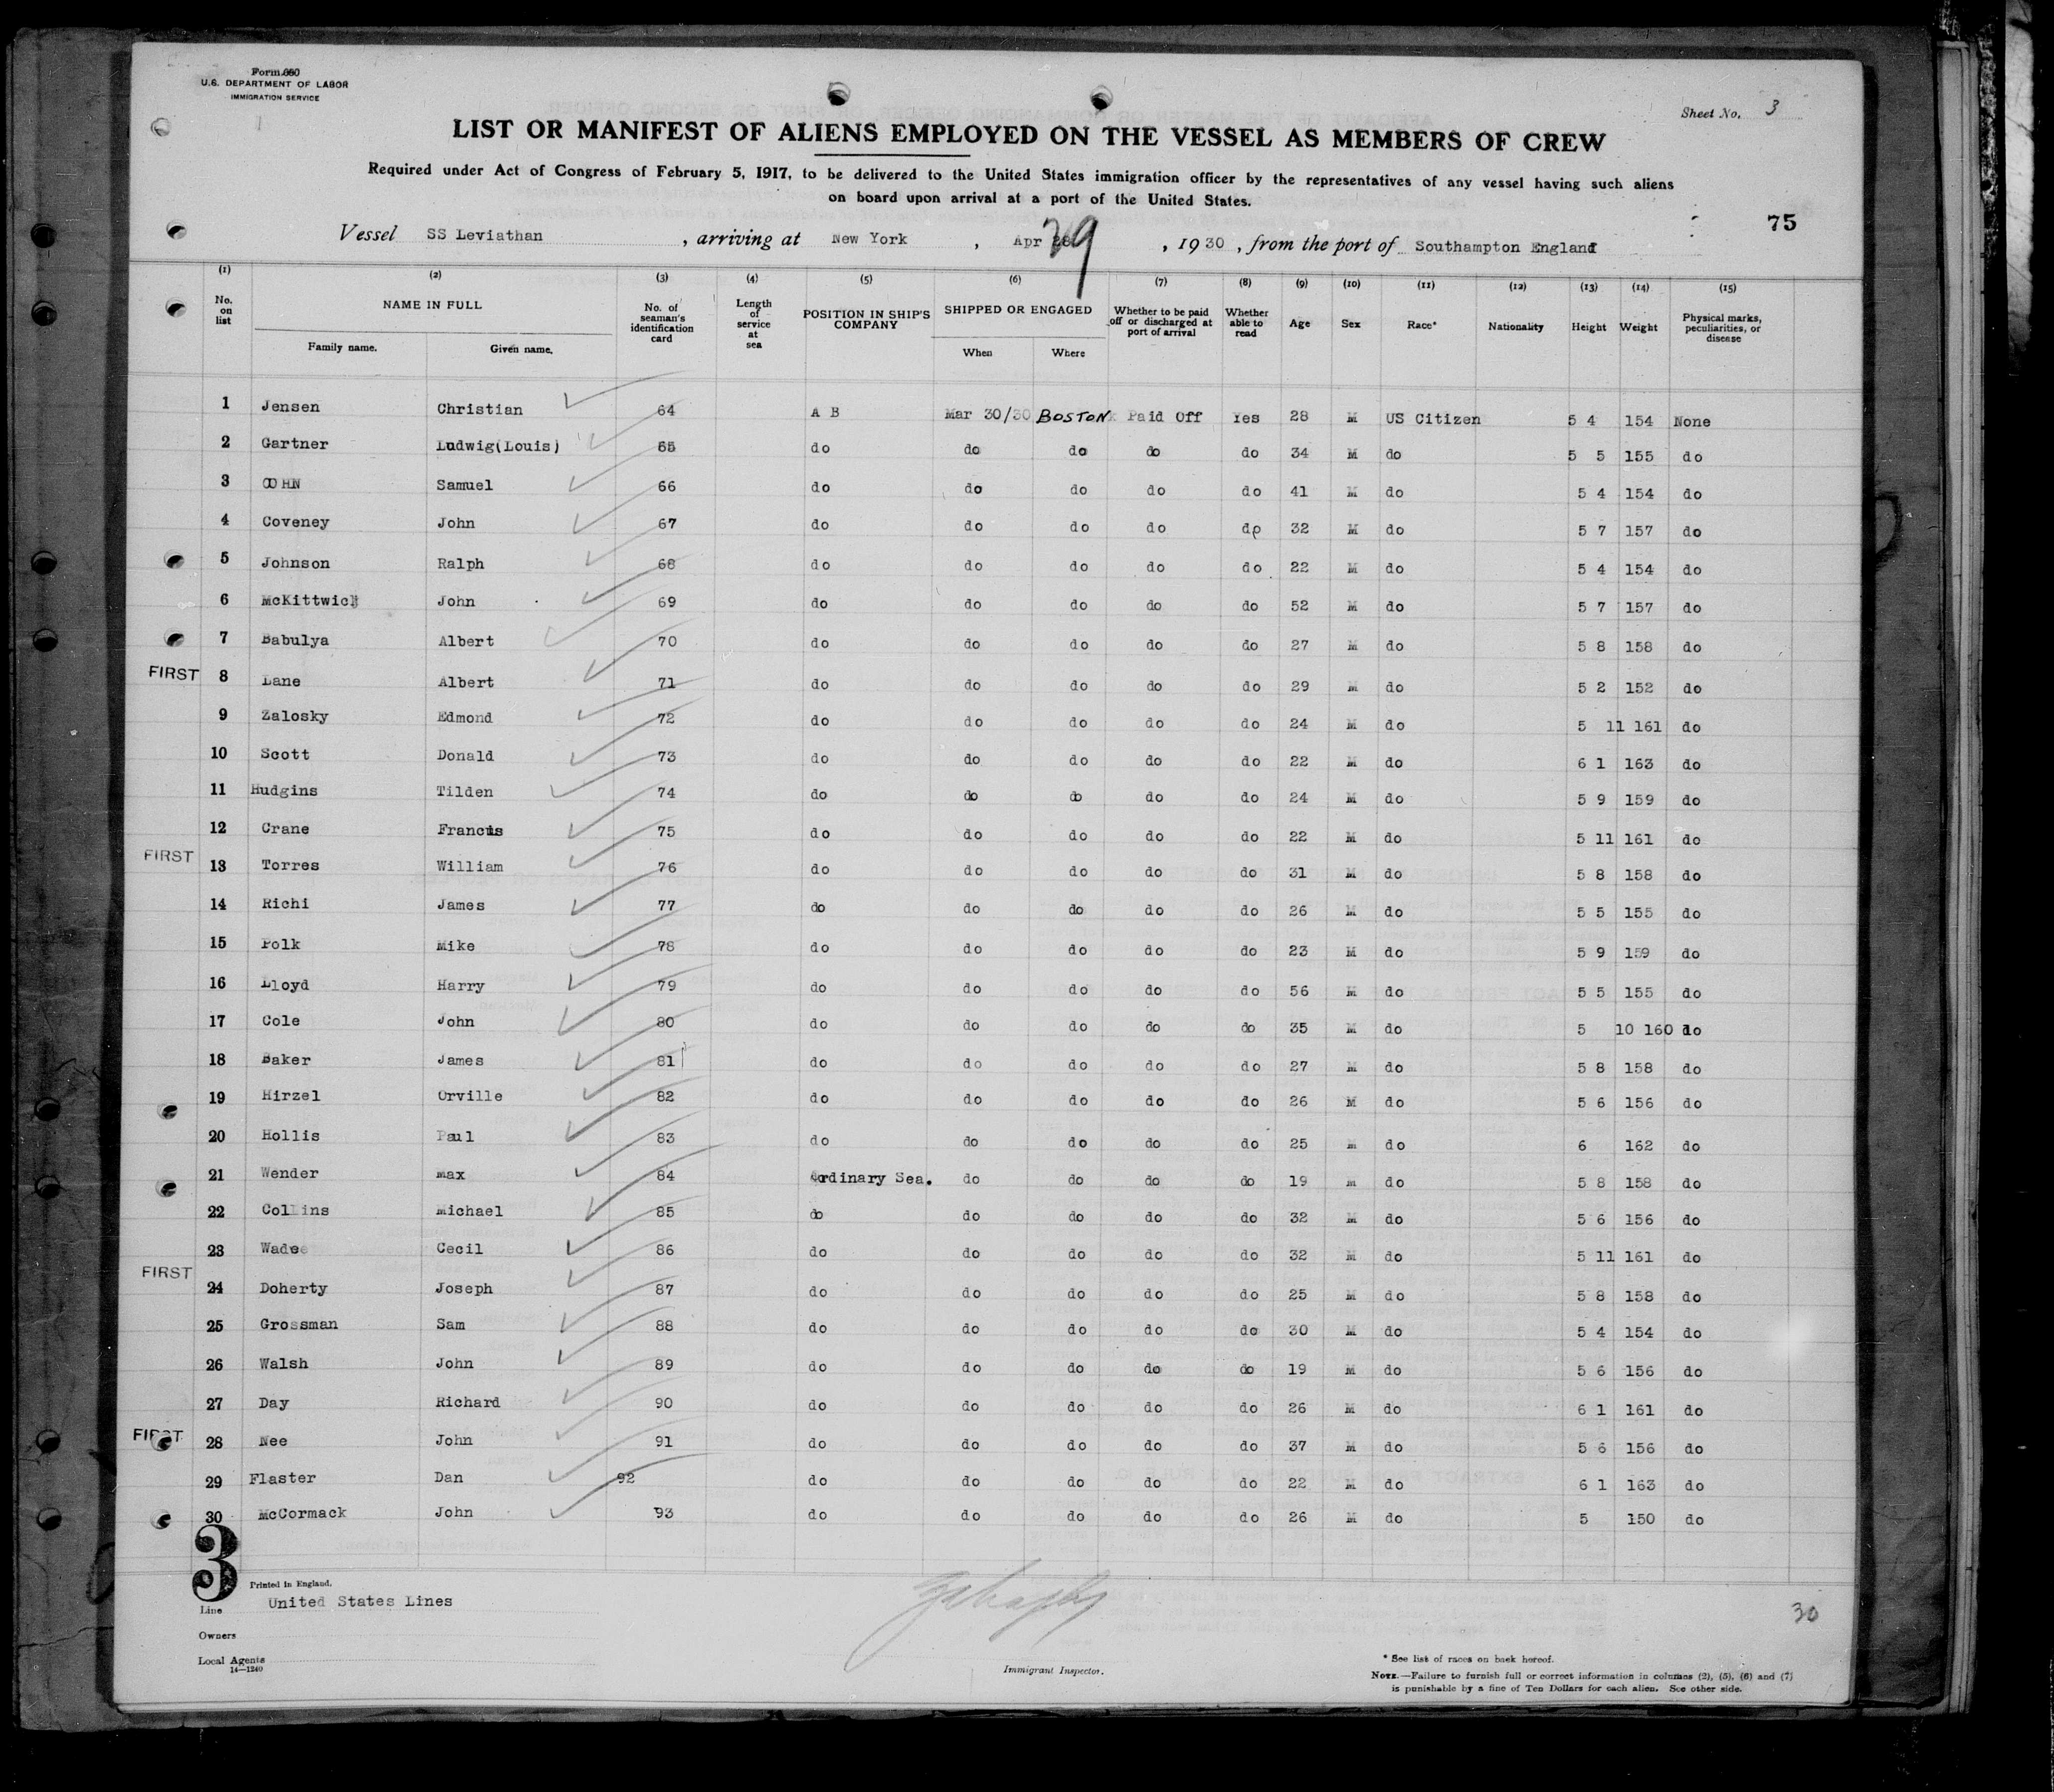 Form 680
U.S. DEPARTMENT OF LABOR
IMMIGRATION SERVICE
Sheet No. 3
LIST OR MANIFEST OF ALIENS EMPLOYED ON THE VESSEL AS MEMBERS OF CREW
Required under Act of Congress of February 5, 1917, to be delivered to the United States immigration officer by the representatives of any vessel having such aliens
on board upon arrival at a port of the United States.
75
Vessel SS Leviathan, arriving at New York, Apr 29, 1930, from the port of Southampton England
(1) (2) (3) (4) (5) (6) (7) (8) (9) (10) (11) (12) (13) (14) (15)
No. on list NAME IN FULL Family name. Given name. No. of seaman's identification card Length of service at sea POSITION IN SHIP'S COMPANY SHIPPED OR ENGAGED When Where Whether to be paid off or discharged at port of arrival Whether able to read Age Sex Race* Nationality Height Weight Physical marks, peculiarities, or disease
1 Jensen Christian 64 A B Mar 30/30 BOSTON Paid Off Yes 28 M US Citizen 5 4 154 None
2 Gartner Ludwig(Louis) 65 do do do do do 34 M do 5 5 155 do
3 COHN Samuel 66 do do do do do 41 M do 5 4 154 do
4 Coveney John 67 do do do do do 32 M do 5 7 157 do
5 Johnson Ralph 68 do do do do do 22 M do 5 4 154 do
6 McKittwick John 69 do do do do do 52 M do 5 7 157 do
7 Babulya Albert 70 do do do do do 27 M do 5 8 158 do
FIRST 8 Lane Albert 71 do do do do do 29 M do 5 2 152 do
9 Zalosky Edmond 72 do do do do do 24 M do 5 11 161 do
10 Scott Donald 73 do do do do do 22 M do 6 1 163 do
11 Hudgins Tilden 74 do do do do do 24 M do 5 9 159 do
12 Crane Francis 75 do do do do do 22 M do 5 11 161 do
FIRST 13 Torres William 76 do do do do do 31 M do 5 8 158 do
14 Richi James 77 do do do do do 26 M do 5 5 155 do
15 Polk Mike 78 do do do do do 23 M do 5 9 159 do
16 Lloyd Harry 79 do do do do do 56 M do 5 5 155 do
17 Cole John 80 do do do do do 35 M do 5 10 160 do
18 Baker James 81 do do do do do 27 M do 5 8 158 do
19 Hirzel Orville 82 do do do do do 26 M do 5 6 156 do
20 Hollis Paul 83 do do do do do 25 M do 6 162 do
21 Wender Max 84 Ordinary Sea. do do do do 19 M do 5 8 158 do
22 Collins Michael 85 do do do do do 32 M do 5 6 156 do
23 Wade Cecil 86 do do do do do 32 M do 5 11 161 do
FIRST 24 Doherty Joseph 87 do do do do do 25 M do 5 8 158 do
25 Grossman Sam 88 do do do do do 30 M do 5 4 154 do
26 Walsh John 89 do do do do do 19 M do 5 6 156 do
27 Day Richard 90 do do do do do 26 M do 6 1 161 do
FIRST 28 Nee John 91 do do do do do 37 M do 5 6 156 do
29 Flaster Dan 92 do do do do do 22 M do 6 1 163 do
30 McCormack John 93 do do do do do 26 M do 5 150 do
3
Printed in England.
Line United States Lines
30
Owners
Local Agents
14—1240
Immigrant Inspector.
* See list of races on back hereof.
NOTE.—Failure to furnish full or correct information in columns (2), (5), (6) and (7)
is punishable by a fine of Ten Dollars for each alien. See other side.